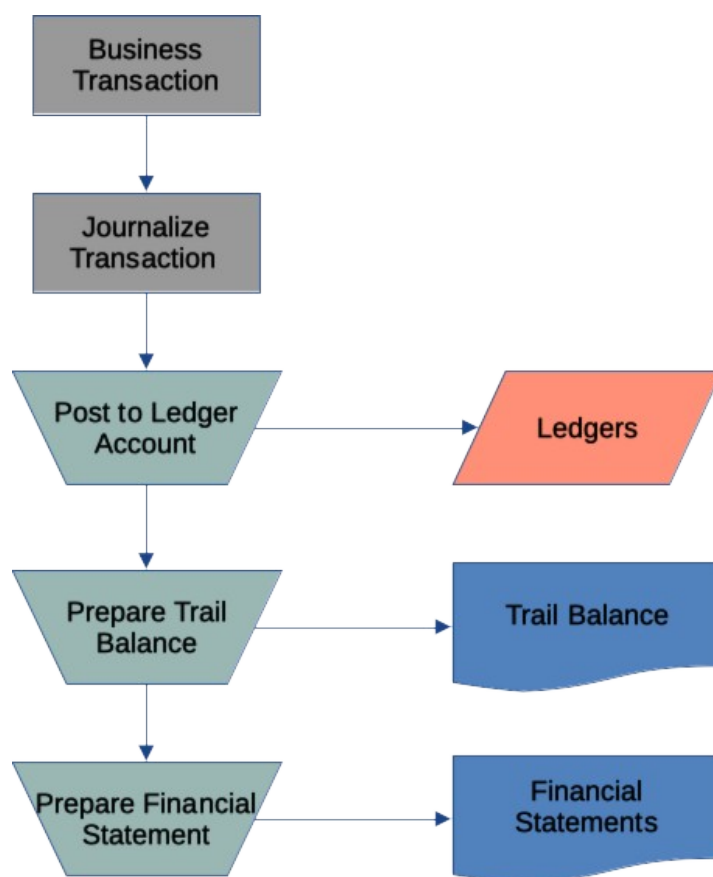 Business
Transaction
Journalize
Transaction
Post to Ledger
Account
Ledgers
Prepare Trail
Balance
Trail Balance
Prepare Financial
Statement
Financial
Statements